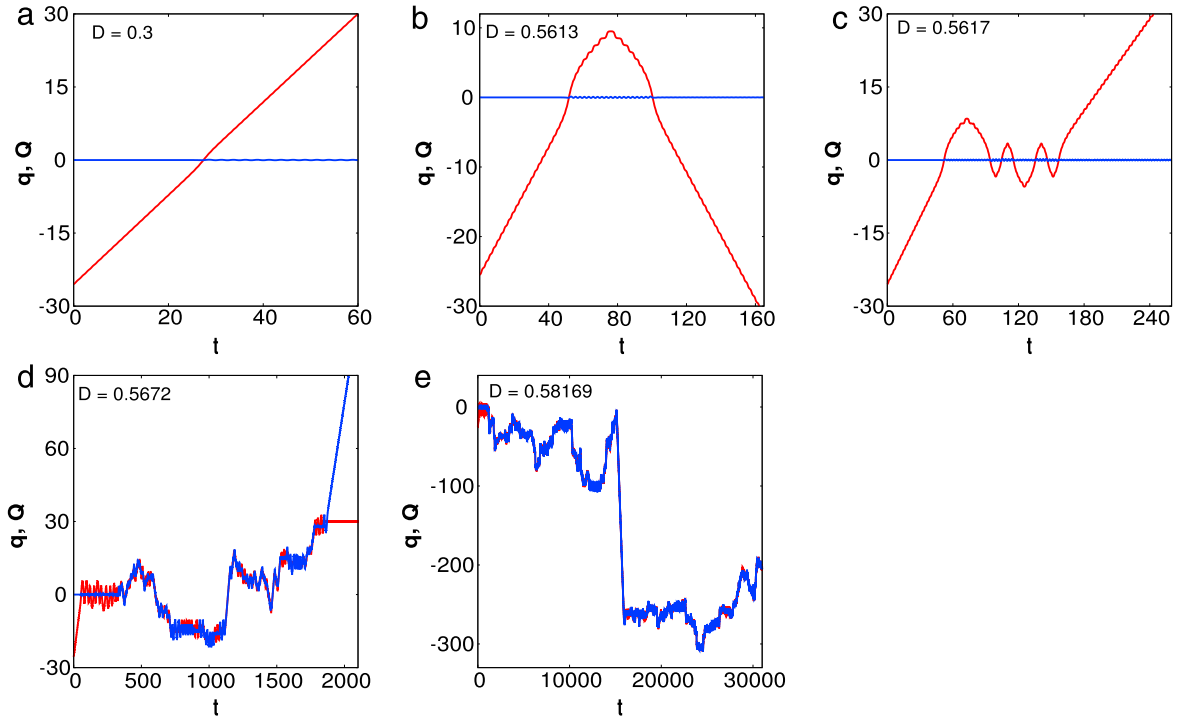 a
D = 0.3
30
15
0
-15
-30
q, Q
0
20
40
60
t
b
D = 0.5613
10
0
-10
-20
-30
q, Q
0
40
80
120
160
t
c
D = 0.5617
30
15
0
-15
-30
q, Q
0
60
120
180
240
t
d
D = 0.5672
90
60
30
0
-30
q, Q
0
500
1000
1500
2000
t
e
D = 0.58169
0
-100
-200
-300
q, Q
0
10000
20000
30000
t